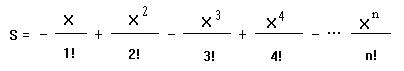 S = - x/1! + x²/2! - x³/3! + x⁴/4! - ... xⁿ/n!